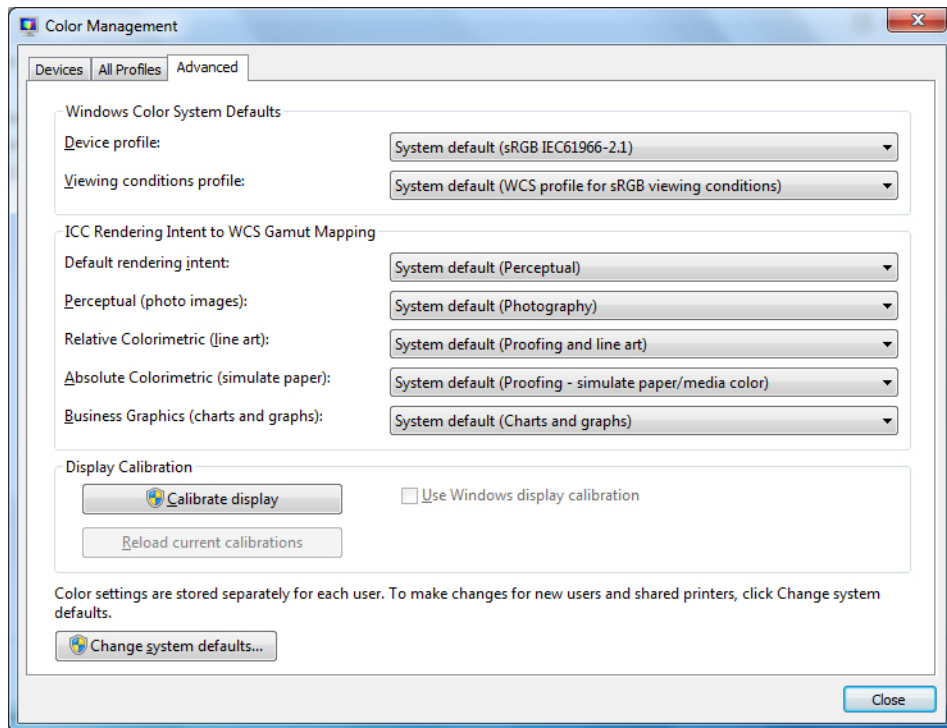 Color Management
Devices All Profiles Advanced
Windows Color System Defaults
Device profile: System default (sRGB IEC61966-2.1)
Viewing conditions profile: System default (WCS profile for sRGB viewing conditions)
ICC Rendering Intent to WCS Gamut Mapping
Default rendering intent: System default (Perceptual)
Perceptual (photo images): System default (Photography)
Relative Colorimetric (line art): System default (Proofing and line art)
Absolute Colorimetric (simulate paper): System default (Proofing - simulate paper/media color)
Business Graphics (charts and graphs): System default (Charts and graphs)
Display Calibration
Calibrate display Use Windows display calibration
Reload current calibrations
Color settings are stored separately for each user. To make changes for new users and shared printers, click Change system
defaults.
Change system defaults...
Close